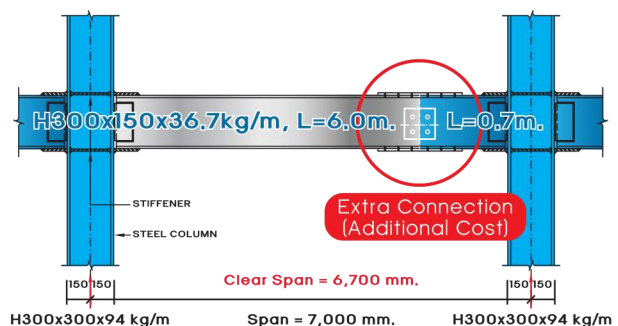 H300x150x36.7kg/m, L=6.0m. L=0.7m.
STIFFENER
Extra Connection
(Additional Cost)
STEEL COLUMN
150 150 Clear Span = 6,700 mm. 150 150
H300x300x94 kg/m Span = 7,000 mm. H300x300x94 kg/m